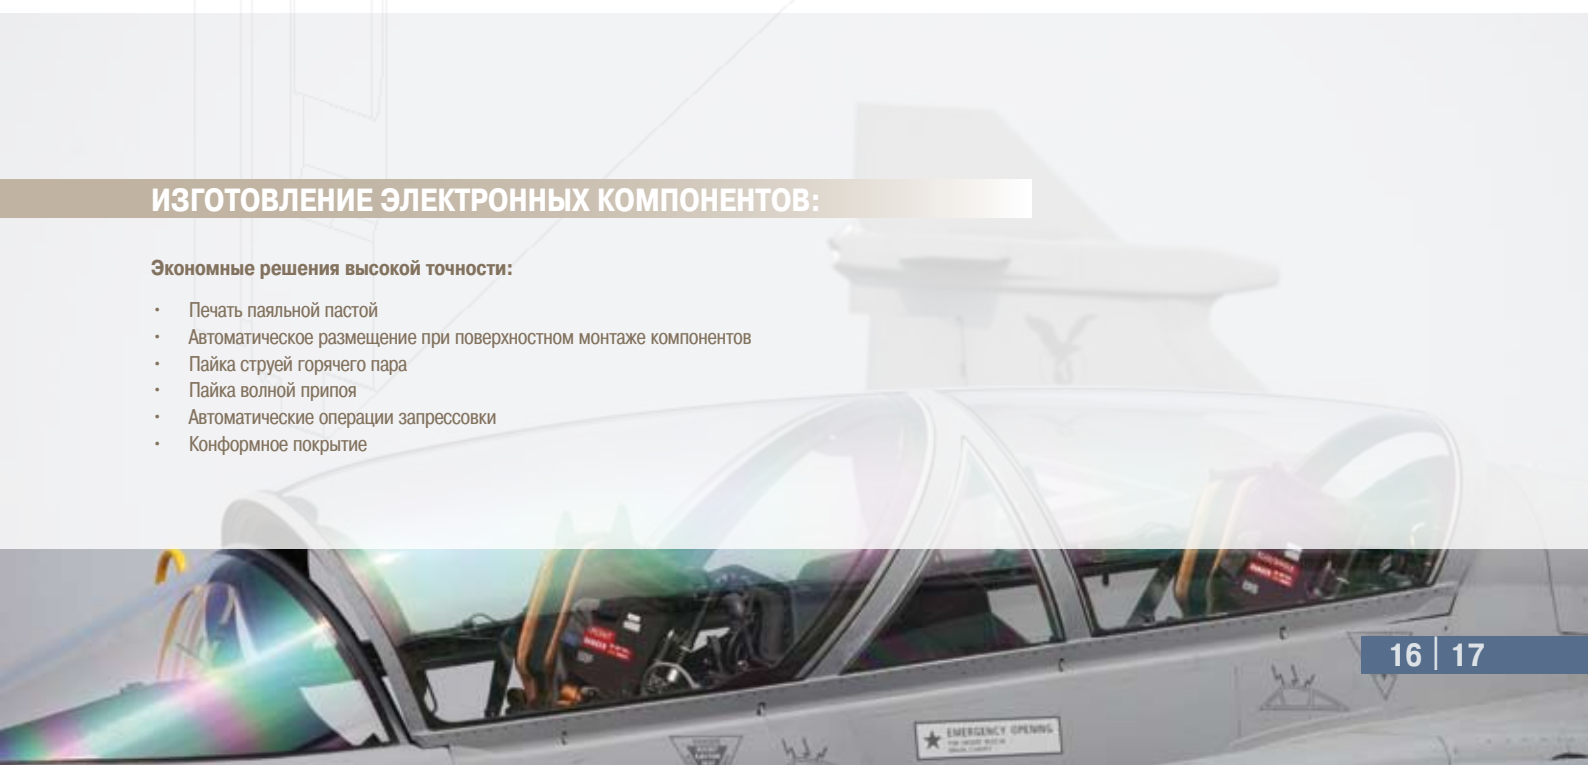 ИЗГОТОВЛЕНИЕ ЭЛЕКТРОННЫХ КОМПОНЕНТОВ:
Экономные решения высокой точности:
• Печать паяльной пастой
• Автоматическое размещение при поверхностном монтаже компонентов
• Пайка струей горячего пара
• Пайка волной припоя
• Автоматические операции запрессовки
• Конформное покрытие
16 | 17
EMERGENCY OPENING